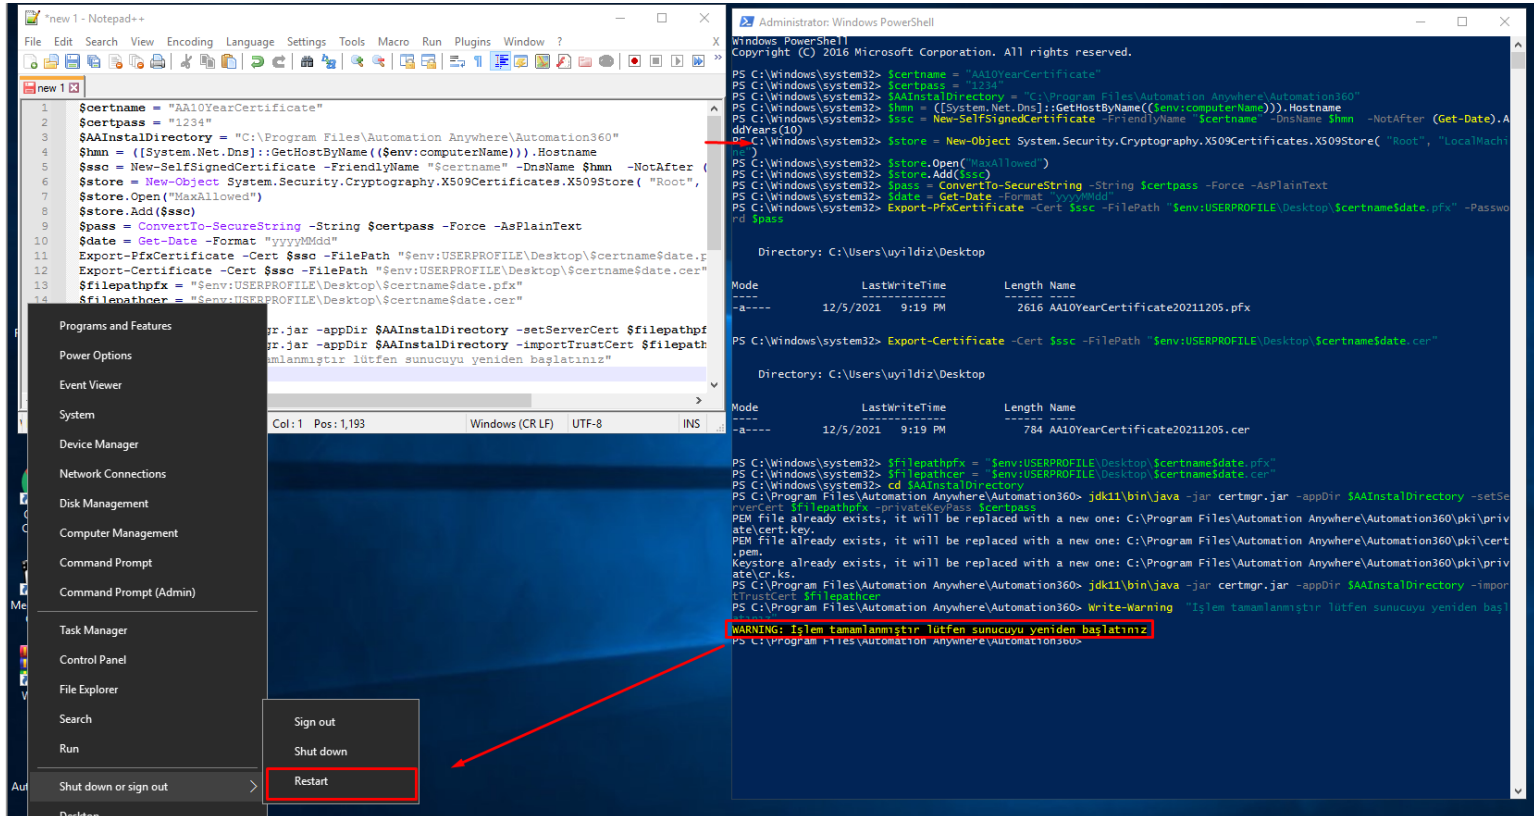 *new 1 - Notepad++
File Edit Search View Encoding Language Settings Tools Macro Run Plugins Window ? X
new 1
1 $certname = "AA10YearCertificate"
2 $certpass = "1234"
3 $AAInstalDirectory = "C:\Program Files\Automation Anywhere\Automation360"
4 $hmn = ([System.Net.Dns]::GetHostByName(($env:computerName))).Hostname
5 $ssc = New-SelfSignedCertificate -FriendlyName "$certname" -DnsName $hmn -NotAfter (
6 $store = New-Object System.Security.Cryptography.X509Certificates.X509Store( "Root",
7 $store.Open("MaxAllowed")
8 $store.Add($ssc)
9 $pass = ConvertTo-SecureString -String $certpass -Force -AsPlainText
10 $date = Get-Date -Format "yyyyMMdd"
11 Export-PfxCertificate -Cert $ssc -FilePath "$env:USERPROFILE\Desktop\$certname$date.p
12 Export-Certificate -Cert $ssc -FilePath "$env:USERPROFILE\Desktop\$certname$date.cer"
13 $filepathpfx = "$env:USERPROFILE\Desktop\$certname$date.pfx"
14 $filepathcer = "$env:USERPROFILE\Desktop\$certname$date.cer"
gr.jar -appDir $AAInstalDirectory -setServerCert $filepathpf
gr.jar -appDir $AAInstalDirectory -importTrustCert $filepath
amlanmıştır lütfen sunucuyu yeniden başlatınız"
Col : 1 Pos : 1,193 Windows (CR LF) UTF-8 INS
Programs and Features
Power Options
Event Viewer
System
Device Manager
Network Connections
Disk Management
Computer Management
Command Prompt
Command Prompt (Admin)
Task Manager
Control Panel
File Explorer
Search
Run
Shut down or sign out
Desktop
Sign out
Shut down
Restart
Me
Aut
Administrator: Windows PowerShell
Windows PowerShell
Copyright (C) 2016 Microsoft Corporation. All rights reserved.
PS C:\Windows\system32> $certname = "AA10YearCertificate"
PS C:\Windows\system32> $certpass = "1234"
PS C:\Windows\system32> $AAInstalDirectory = "C:\Program Files\Automation Anywhere\Automation360"
PS C:\Windows\system32> $hmn = ([System.Net.Dns]::GetHostByName(($env:computerName))).Hostname
PS C:\Windows\system32> $ssc = New-SelfSignedCertificate -FriendlyName "$certname" -DnsName $hmn -NotAfter (Get-Date).A
ddYears(10)
PS C:\Windows\system32> $store = New-Object System.Security.Cryptography.X509Certificates.X509Store( "Root", "LocalMachi
ne")
PS C:\Windows\system32> $store.Open("MaxAllowed")
PS C:\Windows\system32> $store.Add($ssc)
PS C:\Windows\system32> $pass = ConvertTo-SecureString -String $certpass -Force -AsPlainText
PS C:\Windows\system32> $date = Get-Date -Format "yyyyMMdd"
PS C:\Windows\system32> Export-PfxCertificate -Cert $ssc -FilePath "$env:USERPROFILE\Desktop\$certname$date.pfx" -Passwo
rd $pass
Directory: C:\Users\uyildiz\Desktop
Mode LastWriteTime Length Name
---- ------------- ------ ----
-a---- 12/5/2021 9:19 PM 2616 AA10YearCertificate20211205.pfx
PS C:\Windows\system32> Export-Certificate -Cert $ssc -FilePath "$env:USERPROFILE\Desktop\$certname$date.cer"
Directory: C:\Users\uyildiz\Desktop
Mode LastWriteTime Length Name
---- ------------- ------ ----
-a---- 12/5/2021 9:19 PM 784 AA10YearCertificate20211205.cer
PS C:\Windows\system32> $filepathpfx = "$env:USERPROFILE\Desktop\$certname$date.pfx"
PS C:\Windows\system32> $filepathcer = "$env:USERPROFILE\Desktop\$certname$date.cer"
PS C:\Windows\system32> cd $AAInstalDirectory
PS C:\Program Files\Automation Anywhere\Automation360> jdk11\bin\java -jar certmgr.jar -appDir $AAInstalDirectory -setSe
rverCert $filepathpfx -privateKeyPass $certpass
PEM file already exists, it will be replaced with a new one: C:\Program Files\Automation Anywhere\Automation360\pki\priv
ate\cert.key.
PEM file already exists, it will be replaced with a new one: C:\Program Files\Automation Anywhere\Automation360\pki\cert
.pem.
Keystore already exists, it will be replaced with a new one: C:\Program Files\Automation Anywhere\Automation360\pki\priv
ate\cr.ks.
PS C:\Program Files\Automation Anywhere\Automation360> jdk11\bin\java -jar certmgr.jar -appDir $AAInstalDirectory -impor
tTrustCert $filepathcer
PS C:\Program Files\Automation Anywhere\Automation360> Write-Warning "İşlem tamamlanmıştır lütfen sunucuyu yeniden başl
atınız"
WARNING: İşlem tamamlanmıştır lütfen sunucuyu yeniden başlatınız
PS C:\Program Files\Automation Anywhere\Automation360>